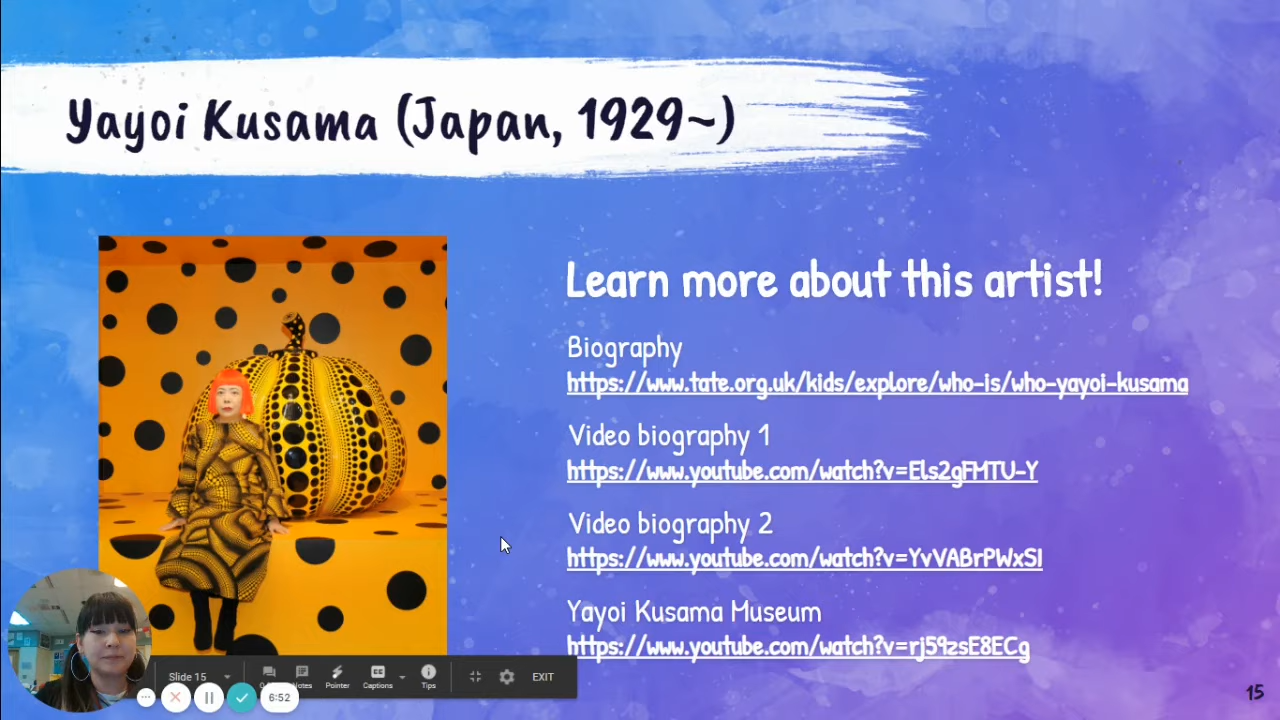 Yayoi Kusama (Japan, 1929~)
Learn more about this artist!
Biography
https://www.tate.org.uk/kids/explore/who-is/who-yayoi-kusama
Video biography 1
https://www.youtube.com/watch?v=Els2gFMTU-Y
Video biography 2
https://www.youtube.com/watch?v=YvVABrPWxSI
Yayoi Kusama Museum
https://www.youtube.com/watch?v=rj59zsE8ECg
Slide 15
Notes
Pointer
Captions
Tips
EXIT
6:52
15